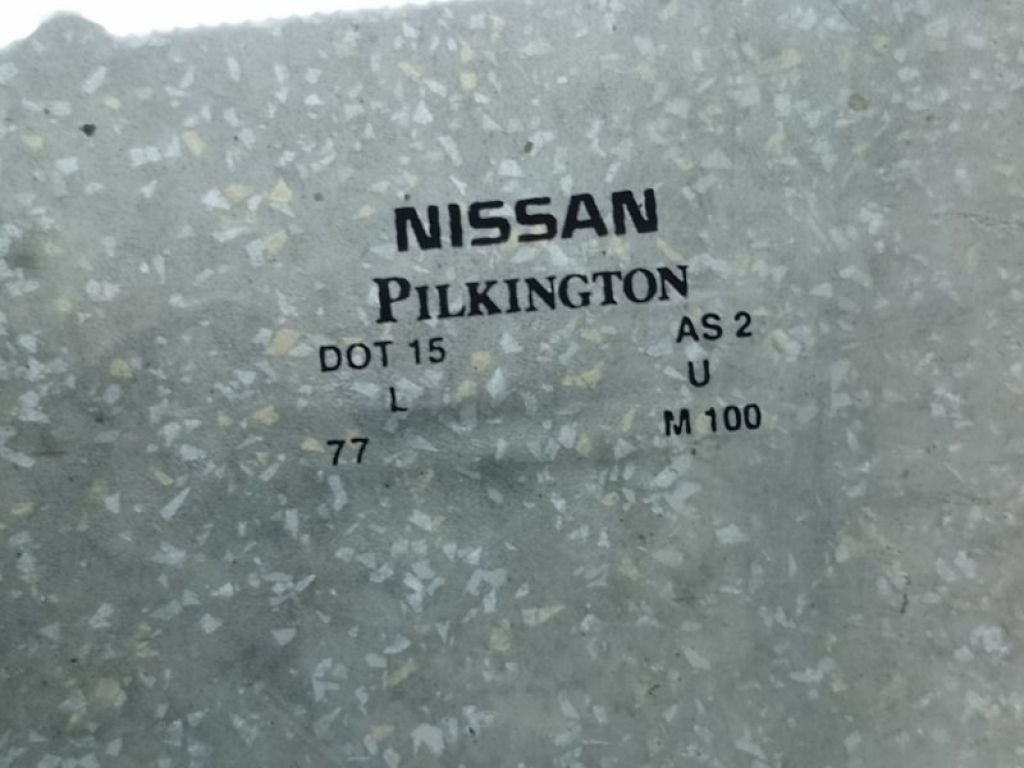 NISSAN
PILKINGTON
DOT 15 AS 2
L U
77 M 100